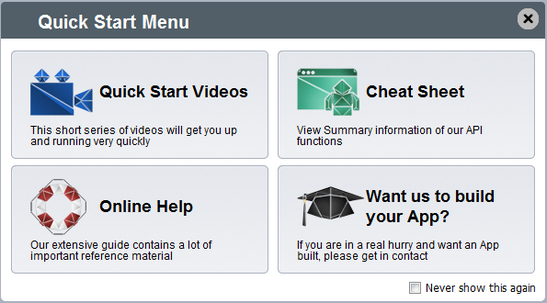 Quick Start Menu
Quick Start Videos
This short series of videos will get you up
and running very quickly
Cheat Sheet
View Summary information of our API
functions
Online Help
Our extensive guide contains a lot of
important reference material
Want us to build
your App?
If you are in a real hurry and want an App
built, please get in contact
Never show this again